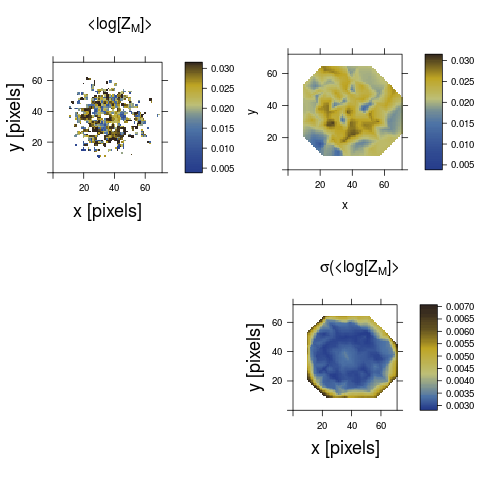 <log[Z_M]>
60
40
20
20 40 60
x [pixels]
y [pixels]
0.030
0.025
0.020
0.015
0.010
0.005
60
40
20
20 40 60
x
y
0.030
0.025
0.020
0.015
0.010
0.005
σ(<log[Z_M]>
60
40
20
20 40 60
x [pixels]
y [pixels]
0.0070
0.0065
0.0060
0.0055
0.0050
0.0045
0.0040
0.0035
0.0030